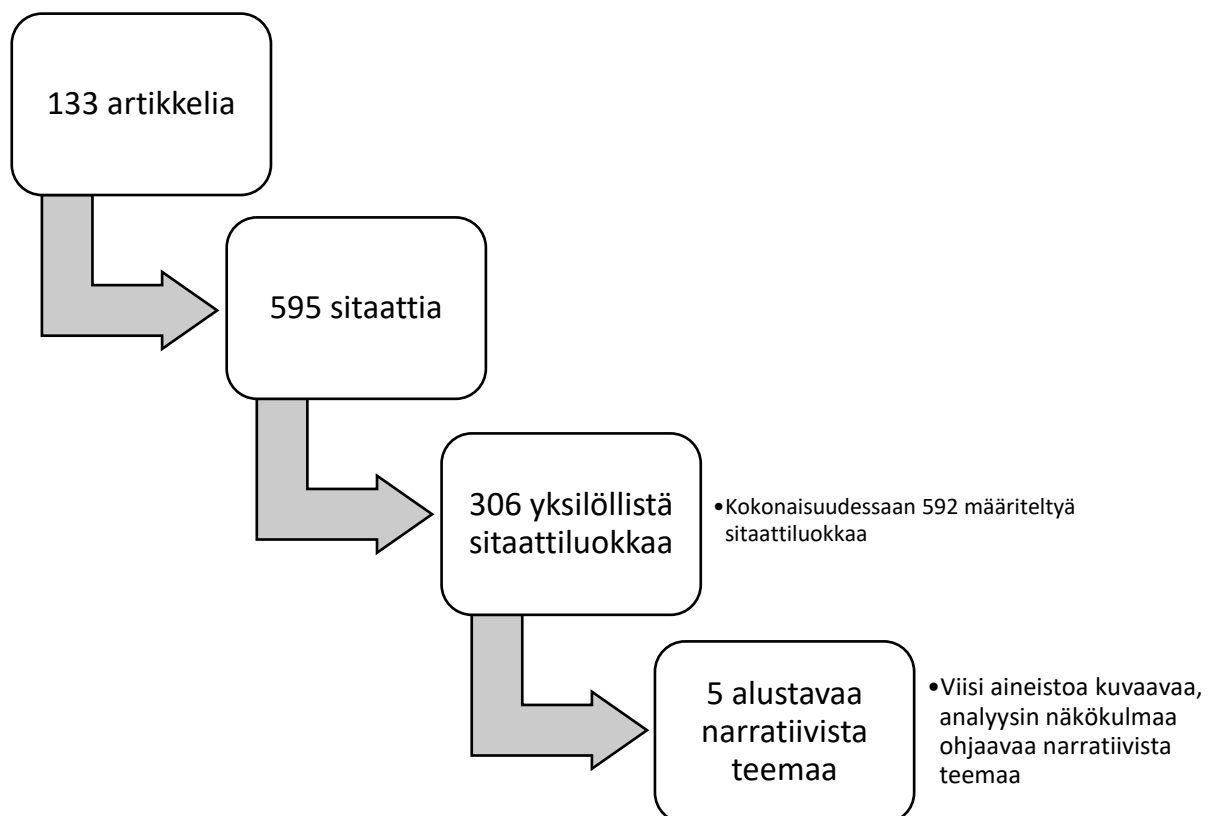 133 artikkelia
595 sitaattia
306 yksilöllistä
sitaattiluokkaa
•Kokonaisuudessaan 592 määriteltyä
sitaattiluokkaa
5 alustavaa
narratiivista
teemaa
•Viisi aineistoa kuvaavaa,
analyysin näkökulmaa
ohjaavaa narratiivista
teemaa